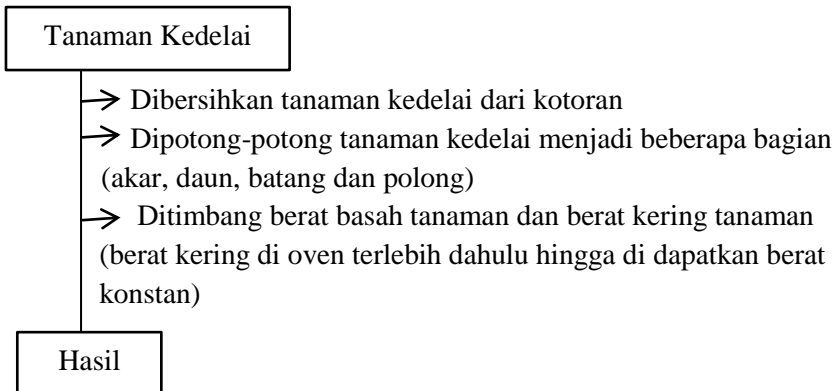 Tanaman Kedelai
Dibersihkan tanaman kedelai dari kotoran
Dipotong-potong tanaman kedelai menjadi beberapa bagian
(akar, daun, batang dan polong)
Ditimbang berat basah tanaman dan berat kering tanaman
(berat kering di oven terlebih dahulu hingga di dapatkan berat
konstan)
Hasil